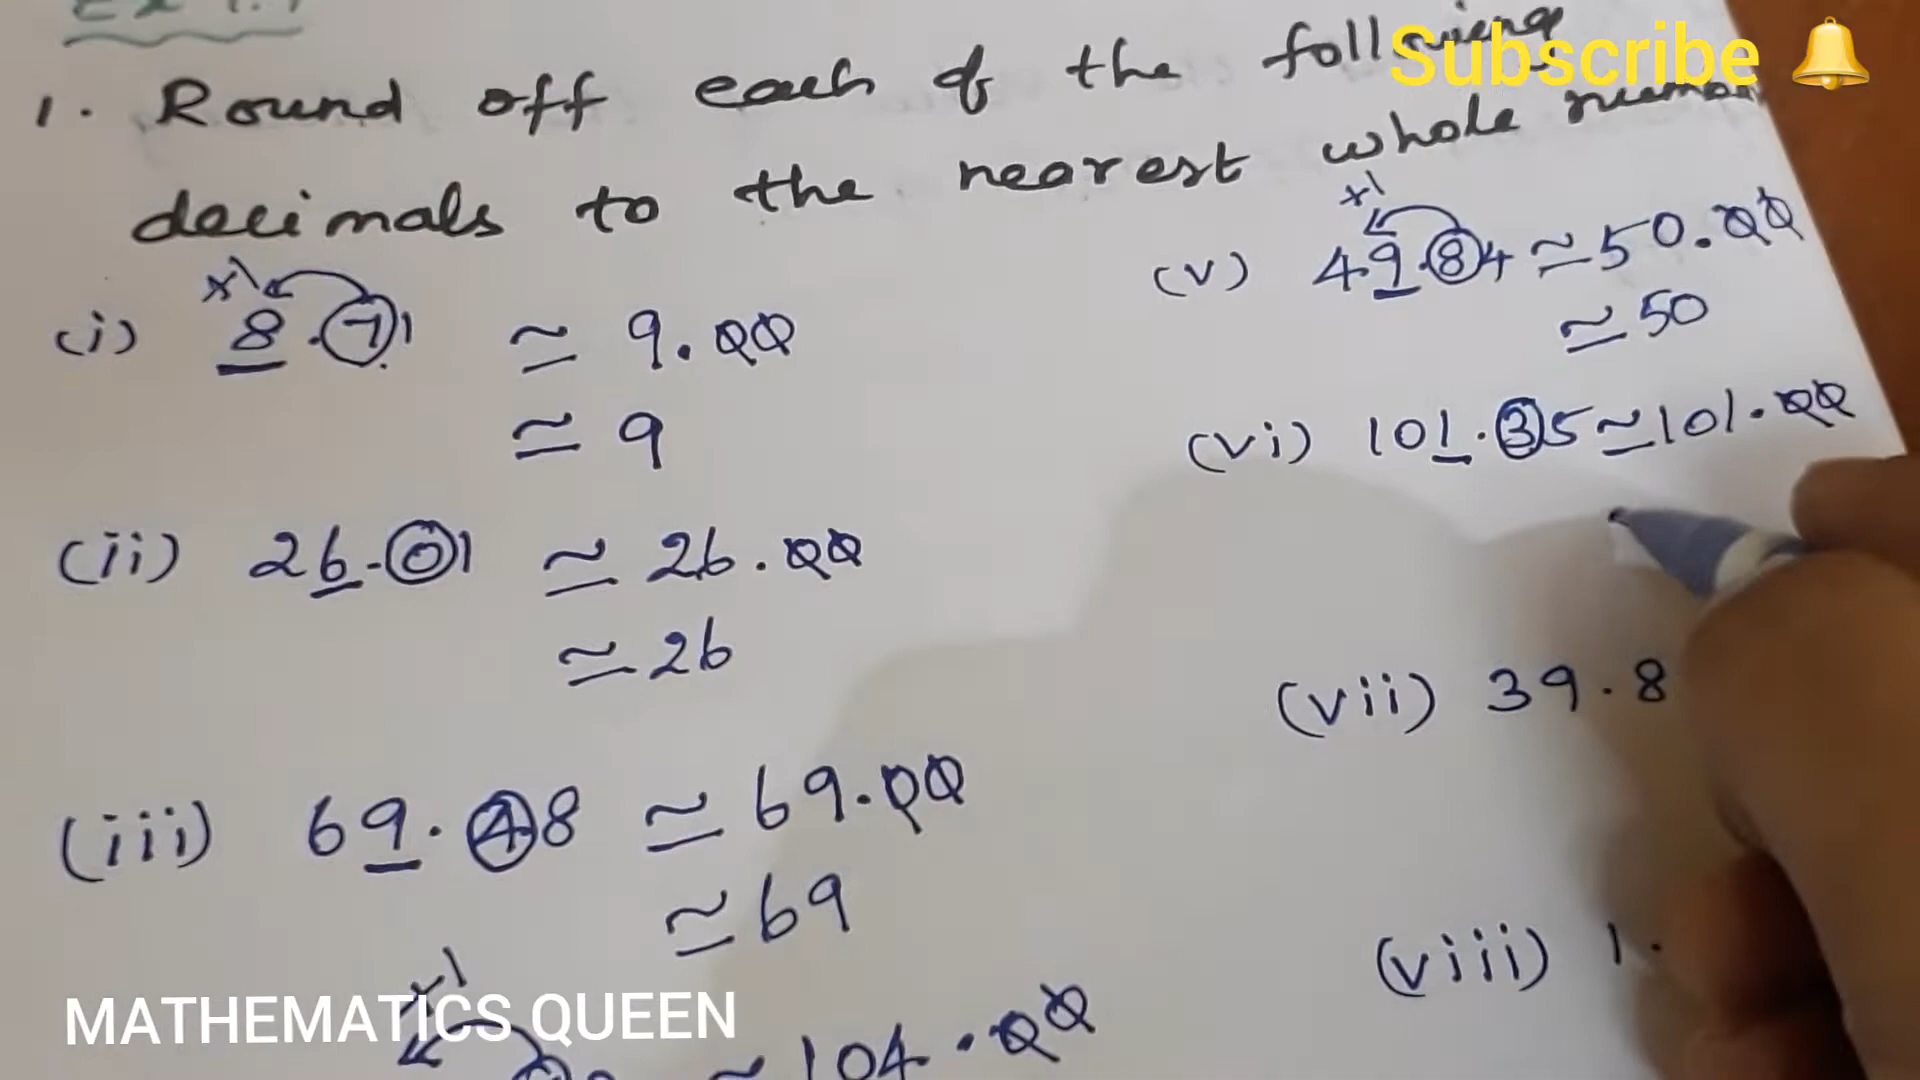 1. Round off each of the following
decimals to the nearest whole
(i) 8.71 ≃ 9.00
≃ 9
(ii) 26.01 ≃ 26.00
≃ 26
(iii) 69.48 ≃ 69.00
≃ 69
+1
≃ 104.00
+1
(v) 49.84 ≃ 50.00
≃ 50
(vi) 101.35 ≃ 101.00
(vii) 39.8
(viii) 1.
Subscribe
MATHEMATICS QUEEN